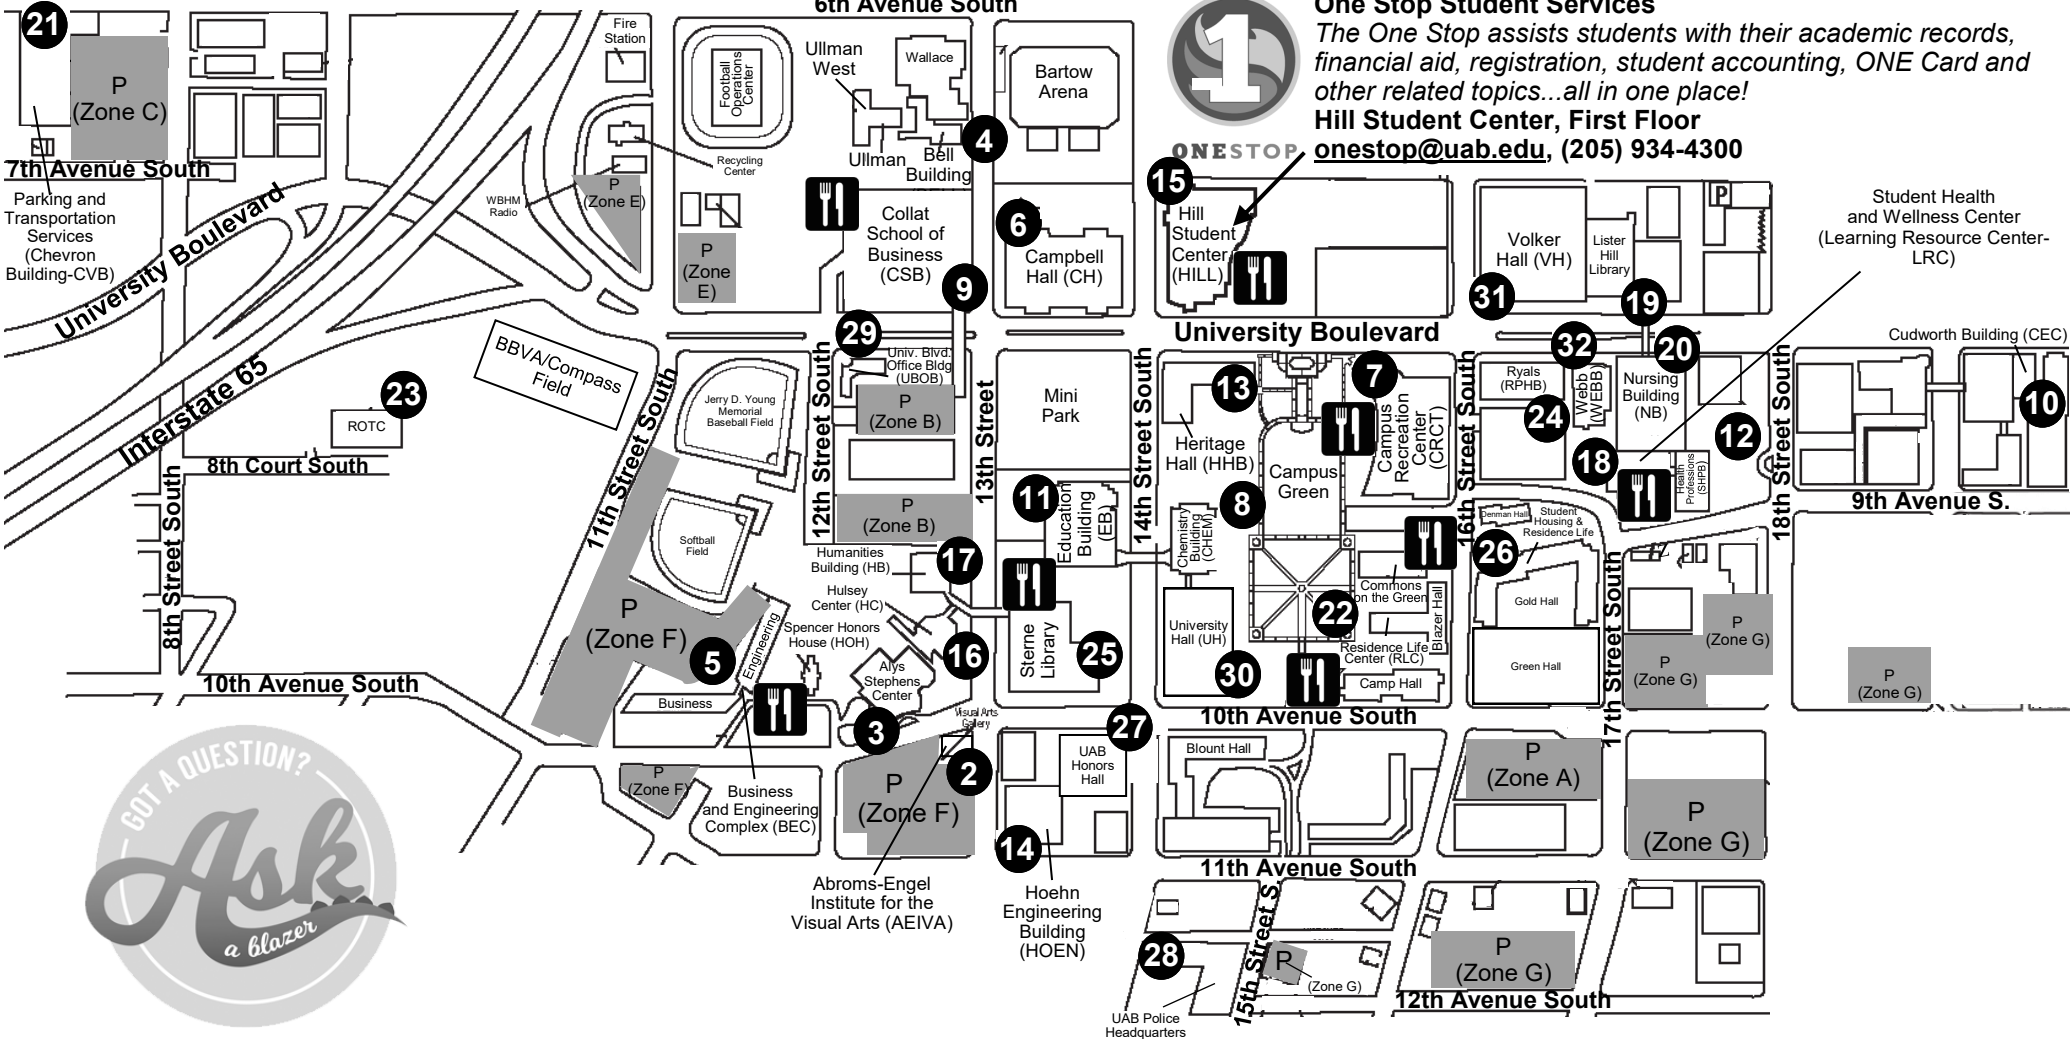 6th Avenue South
One Stop Student Services
The One Stop assists students with their academic records,
financial aid, registration, student accounting, ONE Card and
other related topics...all in one place!
Hill Student Center, First Floor
onestop@uab.edu, (205) 934-4300
1
ONESTOP
21
P
(Zone C)
7th Avenue South
Parking and
Transportation
Services
(Chevron
Building-CVB)
University Boulevard
Interstate 65
Fire
Station
Recycling
Center
WBHM
Radio
P
(Zone E)
Football
Operations
Center
P
(Zone
E)
Ullman
West
Wallace
Ullman
Bell
Building
4
Collat
School of
Business
(CSB)
9
Bartow
Arena
6
Campbell
Hall (CH)
15
Hill
Student
Center
(HILL)
Volker
Hall (VH)
31
Lister
Hill
Library
19
P
Student Health
and Wellness Center
(Learning Resource Center-
LRC)
University Boulevard
BBVA/Compass
Field
23
ROTC
8th Court South
8th Street South
11th Street South
Jerry D. Young
Memorial
Baseball Field
Softball
Field
12th Street South
29
Univ. Blvd.
Office Bldg
(UBOB)
P
(Zone B)
P
(Zone B)
13th Street
Mini
Park
14th Street South
13
Heritage
Hall (HHB)
7
Campus
Recreation
Center
(CRCT)
Campus
Green
8
16th Street South
Ryals
(RPHB)
24
32
Webb
(WEBB)
20
Nursing
Building
(NB)
18
12
Health
Professions
(SHPB)
18th Street South
Cudworth Building (CEC)
10
9th Avenue S.
11
Education
Building
(EB)
Chemistry
Building
(CHEM)
Humanities
Building (HB)
17
Hulsey
Center (HC)
Spencer Honors
House (HOH)
Alys
Stephens
Center
16
Sterne
Library
25
University
Hall (UH)
30
Commons
on the Green
22
Blazer Hall
Residence Life
Center (RLC)
Camp Hall
Denman Hall
Student
Housing &
Residence Life
26
Gold Hall
Green Hall
17th Street South
P
(Zone G)
P
(Zone G)
P
(Zone G)
P
(Zone F)
5
Engineering
Business
10th Avenue South
10th Avenue South
3
Visual Arts
Gallery
2
P
(Zone F)
P
(Zone F)
Business
and Engineering
Complex (BEC)
Abroms-Engel
Institute for the
Visual Arts (AEIVA)
27
UAB
Honors
Hall
14
Hoehn
Engineering
Building
(HOEN)
Blount Hall
P
(Zone A)
P
(Zone G)
11th Avenue South
15th Street S.
28
UAB Police
Headquarters
P
(Zone G)
P
(Zone G)
12th Avenue South
GOT A QUESTION?
Ask
a blazer